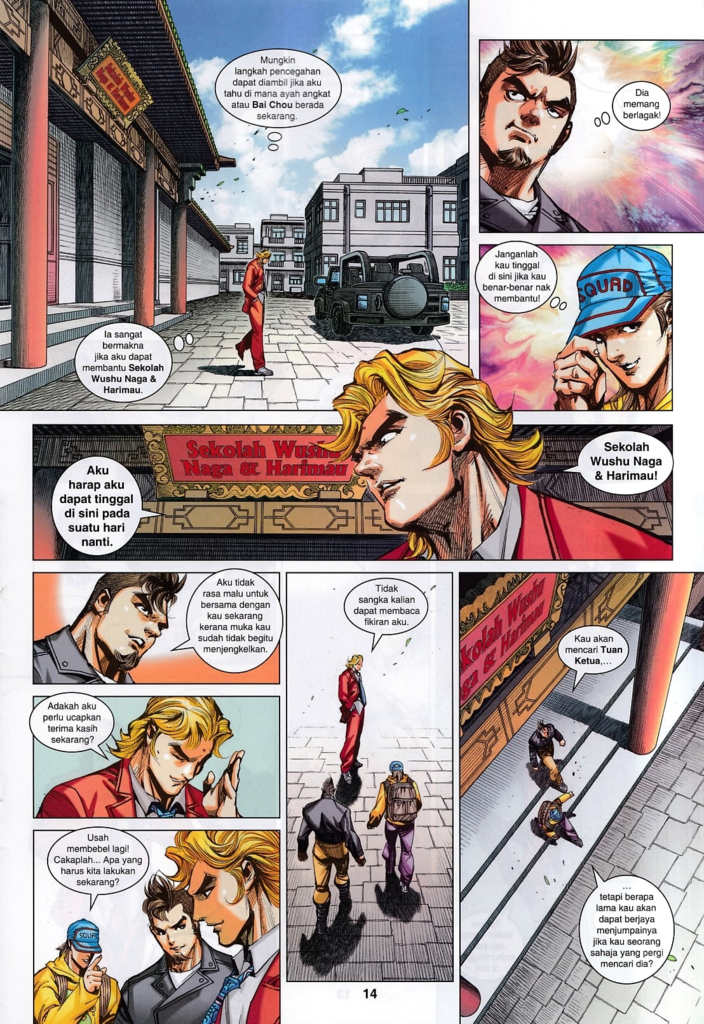 Mungkin
langkah pencegahan
dapat diambil jika aku
tahu di mana ayah angkat
atau Bai Chou berada
sekarang.
Dia
memang
berlagak!
Janganlah
kau tinggal
di sini jika kau
benar-benar nak
membantu!
SQUAD
Ia sangat
bermakna
jika aku dapat
membantu Sekolah
Wushu Naga &
Harimau.
Sekolah Wushu
Naga & Harimau
Aku
harap aku
dapat tinggal
di sini pada
suatu hari
nanti.
Sekolah
Wushu Naga
& Harimau!
Aku tidak
rasa malu untuk
bersama dengan
kau sekarang
kerana muka kau
sudah tidak begitu
menjengkelkan.
Adakah aku
perlu ucapkan
terima kasih
sekarang?
Usah
membebel lagi!
Cakaplah... Apa yang
harus kita lakukan
sekarang?
SQUAD
Tidak
sangka kalian
dapat membaca
fikiran aku.
kolah Wushu
ga & Harimau
Kau akan
mencari Tuan
Ketua,...
...
tetapi berapa
lama kau akan
dapat berjaya
menjumpainya
jika kau seorang
sahaja yang pergi
mencari dia?
14